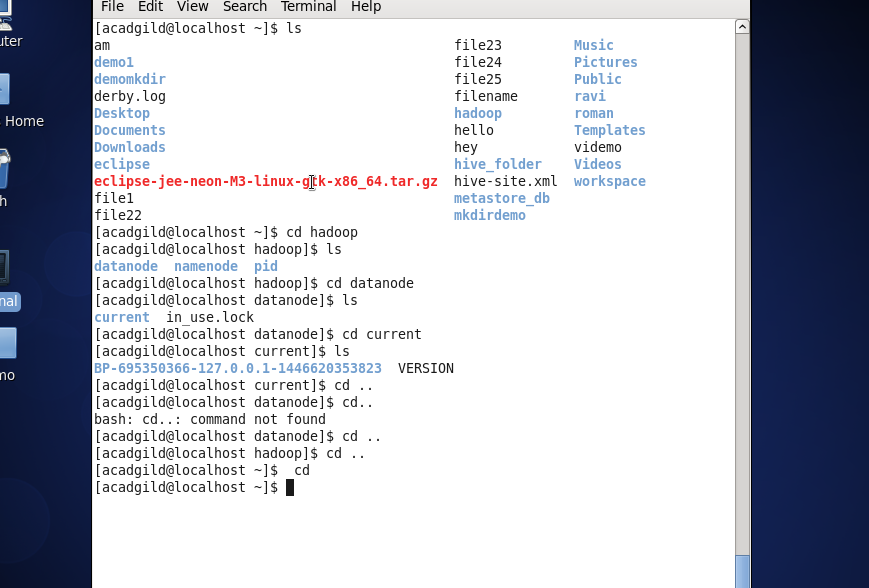 File Edit View Search Terminal Help
[acadgild@localhost ~]$ ls
am file23 Music
demo1 file24 Pictures
demomkdir file25 Public
derby.log filename ravi
Desktop hadoop roman
Documents hello Templates
Downloads hey videmo
eclipse hive_folder Videos
eclipse-jee-neon-M3-linux-gtk-x86_64.tar.gz hive-site.xml workspace
file1 metastore_db
file22 mkdirdemo
[acadgild@localhost ~]$ cd hadoop
[acadgild@localhost hadoop]$ ls
datanode namenode pid
[acadgild@localhost hadoop]$ cd datanode
[acadgild@localhost datanode]$ ls
current in_use.lock
[acadgild@localhost datanode]$ cd current
[acadgild@localhost current]$ ls
BP-695350366-127.0.0.1-1446620353823 VERSION
[acadgild@localhost current]$ cd ..
[acadgild@localhost datanode]$ cd..
bash: cd..: command not found
[acadgild@localhost datanode]$ cd ..
[acadgild@localhost hadoop]$ cd ..
[acadgild@localhost ~]$ cd
[acadgild@localhost ~]$
uter
Home
h
nal
mo